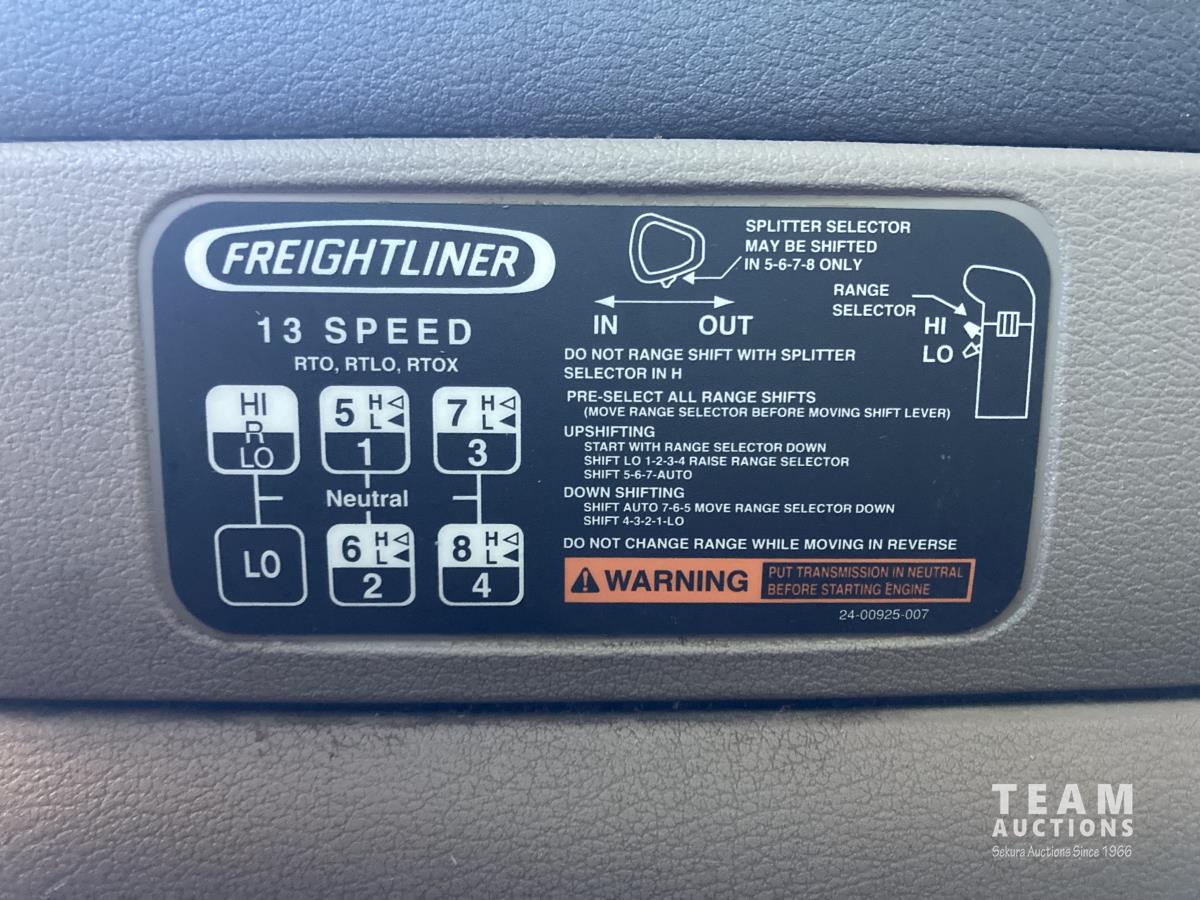 FREIGHTLINER
13 SPEED
RTO, RTLO, RTOX
HI
R
LO
5 H
L
1
7 H
L
3
Neutral
LO
6 H
L
2
8 H
L
4
SPLITTER SELECTOR
MAY BE SHIFTED
IN 5-6-7-8 ONLY
IN OUT
RANGE
SELECTOR
HI
LO
DO NOT RANGE SHIFT WITH SPLITTER
SELECTOR IN H
PRE-SELECT ALL RANGE SHIFTS
(MOVE RANGE SELECTOR BEFORE MOVING SHIFT LEVER)
UPSHIFTING
START WITH RANGE SELECTOR DOWN
SHIFT LO 1-2-3-4 RAISE RANGE SELECTOR
SHIFT 5-6-7-AUTO
DOWN SHIFTING
SHIFT AUTO 7-6-5 MOVE RANGE SELECTOR DOWN
SHIFT 4-3-2-1-LO
DO NOT CHANGE RANGE WHILE MOVING IN REVERSE
WARNING
PUT TRANSMISSION IN NEUTRAL
BEFORE STARTING ENGINE
24-00925-007
TEAM
AUCTIONS
Sekura Auctions Since 1966